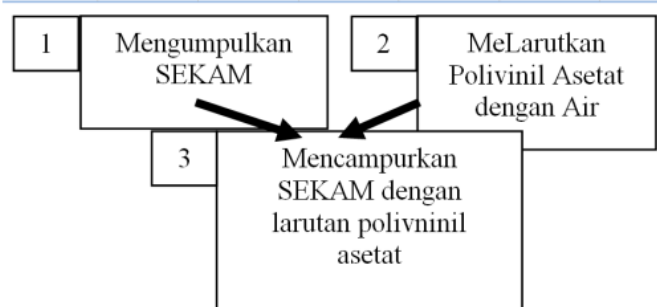 1
Mengumpulkan
SEKAM
2
MeLarutkan
Polivinil Asetat
dengan Air
3
Mencampurkan
SEKAM dengan
larutan polivninil
asetat